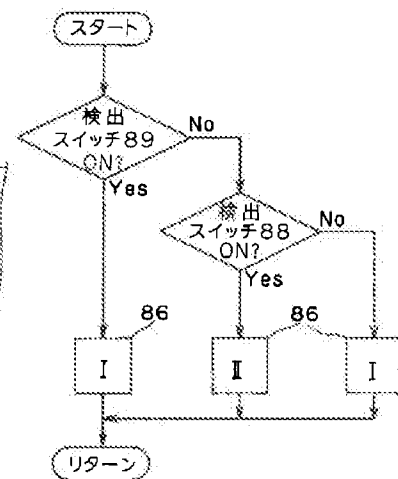 スタート
検出
スイッチ89
ON?
No
Yes
検出
スイッチ88
ON?
No
Yes
86
86
I
II
I
リターン